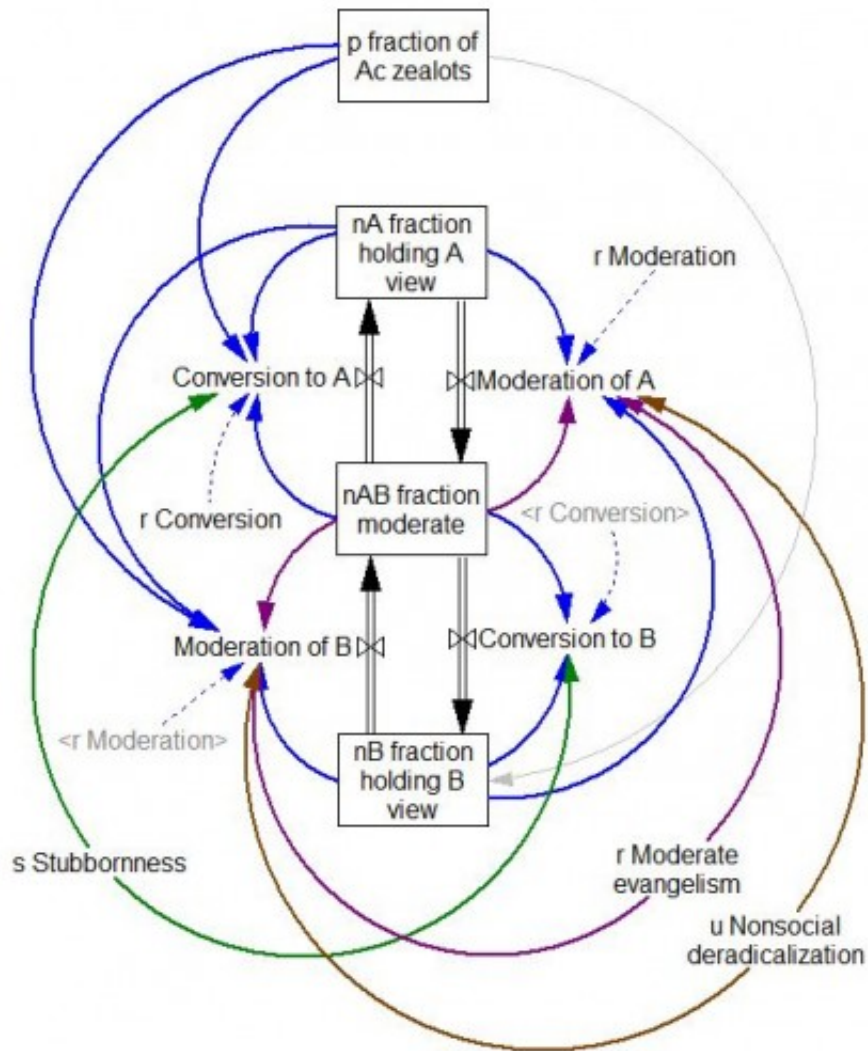 p fraction of
Ac zealots
nA fraction
holding A
view
r Moderation
Conversion to A
Moderation of A
nAB fraction
moderate
r Conversion
<r Conversion>
Moderation of B
Conversion to B
<r Moderation>
nB fraction
holding B
view
s Stubbornness
r Moderate
evangelism
u Nonsocial
deradicalization